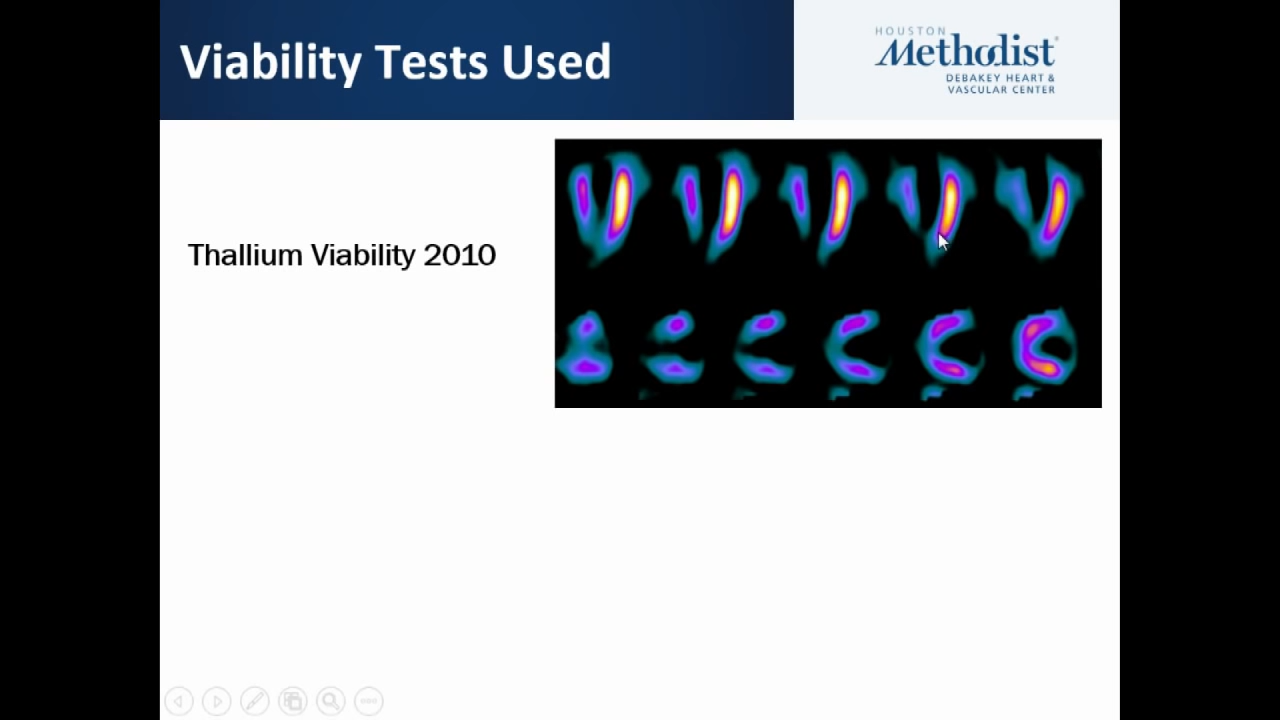 Viability Tests Used
HOUSTON
Methodist
DEBAKEY HEART &
VASCULAR CENTER
Thallium Viability 2010